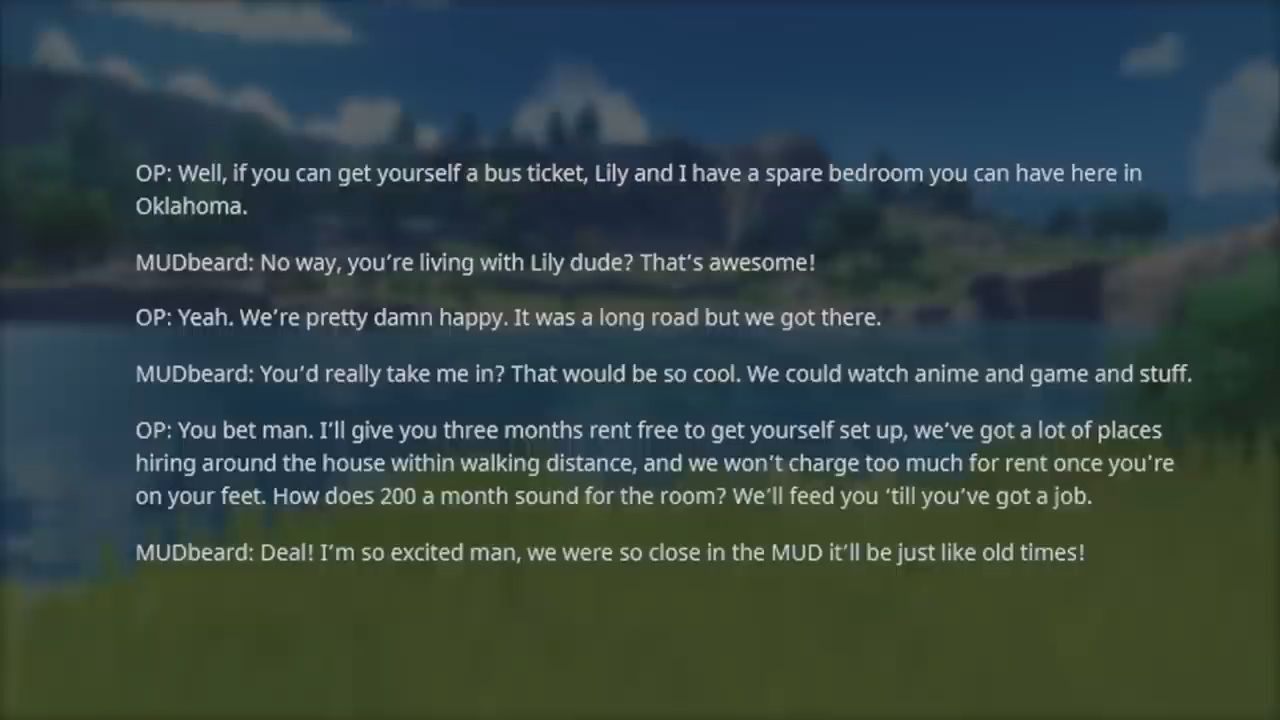 OP: Well, if you can get yourself a bus ticket, Lily and I have a spare bedroom you can have here in
Oklahoma.
MUDbeard: No way, you’re living with Lily dude? That’s awesome!
OP: Yeah. We’re pretty damn happy. It was a long road but we got there.
MUDbeard: You’d really take me in? That would be so cool. We could watch anime and game and stuff.
OP: You bet man. I’ll give you three months rent free to get yourself set up, we’ve got a lot of places
hiring around the house within walking distance, and we won’t charge too much for rent once you’re
on your feet. How does 200 a month sound for the room? We’ll feed you ‘till you’ve got a job.
MUDbeard: Deal! I’m so excited man, we were so close in the MUD it’ll be just like old times!